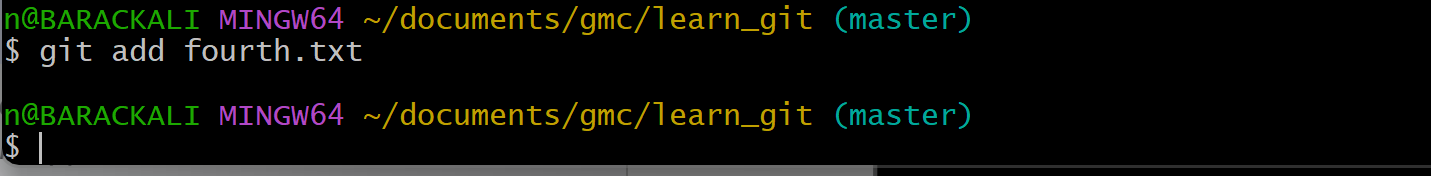 n@BARACKALI MINGW64 ~/documents/gmc/learn_git (master)
$ git add fourth.txt
n@BARACKALI MINGW64 ~/documents/gmc/learn_git (master)
$